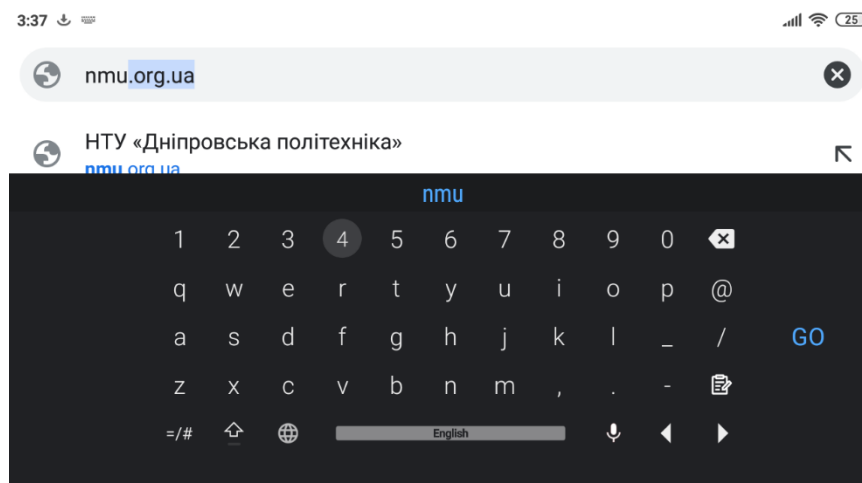 3:37
25
nmu.org.ua
НТУ «Дніпровська політехніка»
nmu.org.ua
nmu
1 2 3 4 5 6 7 8 9 0
q w e r t y u i o p @
a s d f g h j k l _ / GO
z x c v b n m , . -
=/# English